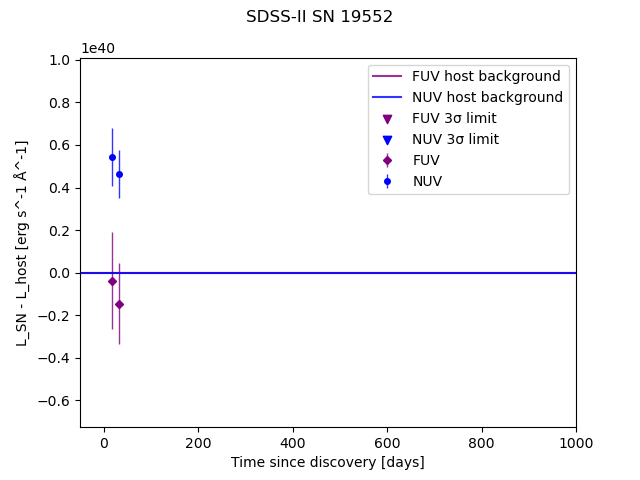 SDSS-II SN 19552
1e40
1.0
0.8
0.6
0.4
0.2
0.0
−0.2
−0.4
−0.6
L_SN - L_host [erg s^-1 Å^-1]
FUV host background
NUV host background
FUV 3σ limit
NUV 3σ limit
FUV
NUV
0 200 400 600 800 1000
Time since discovery [days]